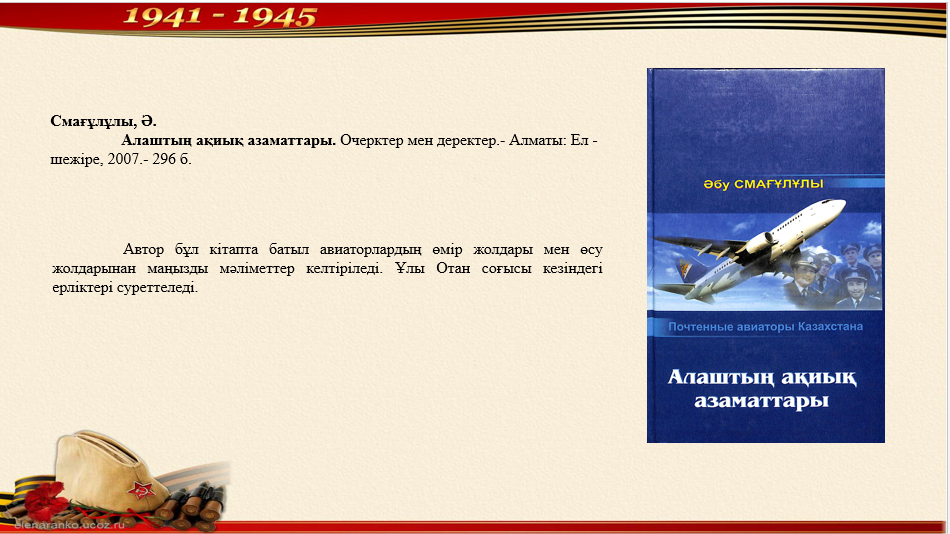 1941 - 1945
Смағұлұлы, Ә.
Алаштың ақиық азаматтары. Очерктер мен деректер.- Алматы: Ел -
шежіре, 2007.- 296 б.
Автор бұл кітапта батыл авиаторлардың өмір жолдары мен өсу
жолдарынан маңызды мәліметтер келтіріледі. Ұлы Отан соғысы кезіндегі
ерліктері суреттеледі.
Әбу СМАҒҰЛҰЛЫ
Почтенные авиаторы Казахстана
Алаштың ақиық
азаматтары
elenaranko.ucoz.ru